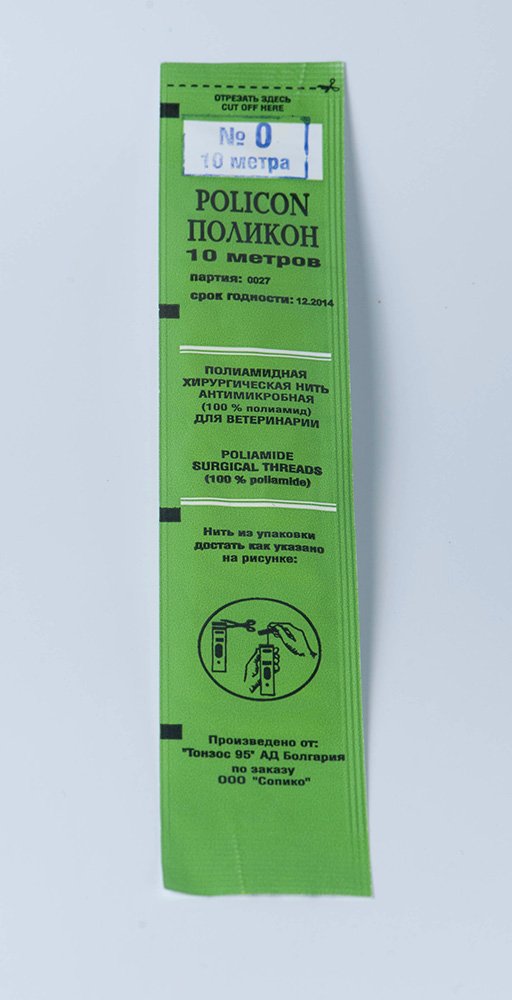 ОТРЕЗАТЬ ЗДЕСЬ
CUT OFF HERE
№ 0
10 метра
POLICON
ПОЛИКОН
10 метров
партия: 0027
срок годности: 12.2014
ПОЛИАМИДНАЯ
ХИРУРГИЧЕСКАЯ НИТЬ
АНТИМИКРОБНАЯ
(100 % полиамид)
ДЛЯ ВЕТЕРИНАРИИ
POLIAMIDE
SURGICAL THREADS
(100 % poliamide)
Нить из упаковки
достать как указано
на рисунке:
Произведено от:
"Тонзос 95" АД Болгария
по заказу
ООО "Сопико"